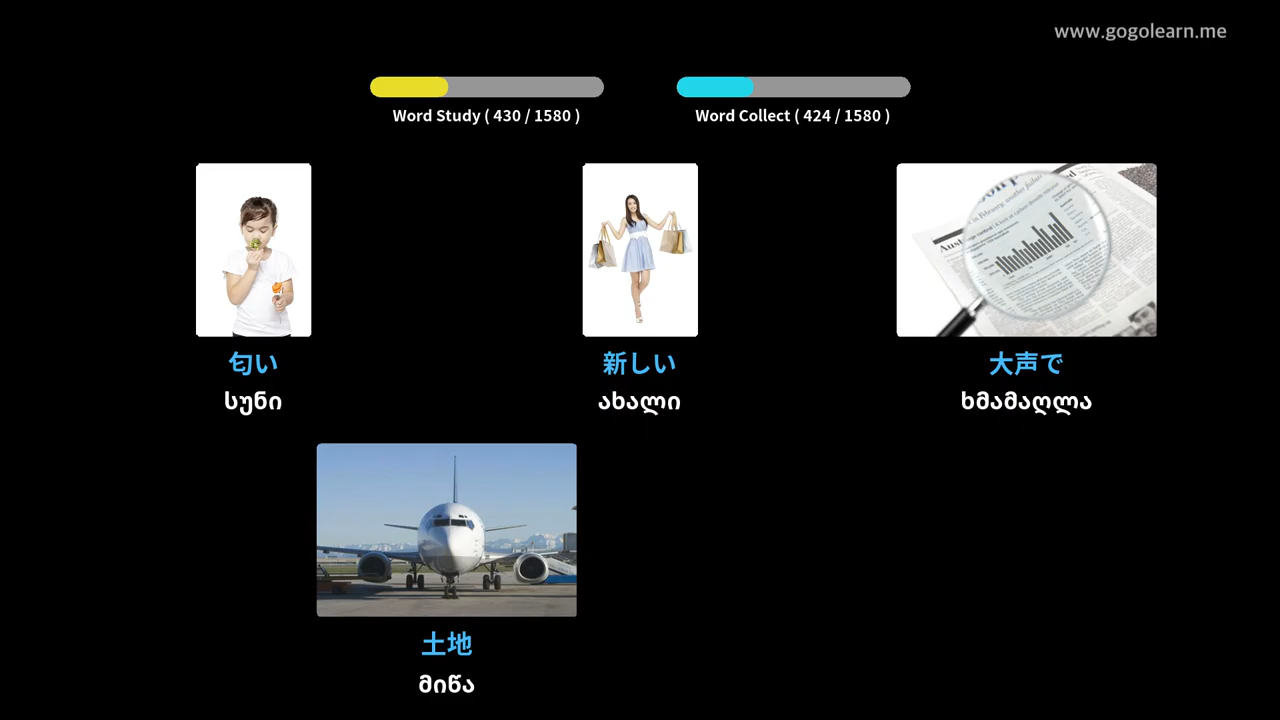 www.gogolearn.me
Word Study ( 430 / 1580 )
Word Collect ( 424 / 1580 )
匂い
სუნი
新しい
ახალი
大声で
ხმამაღლა
土地
მიწა